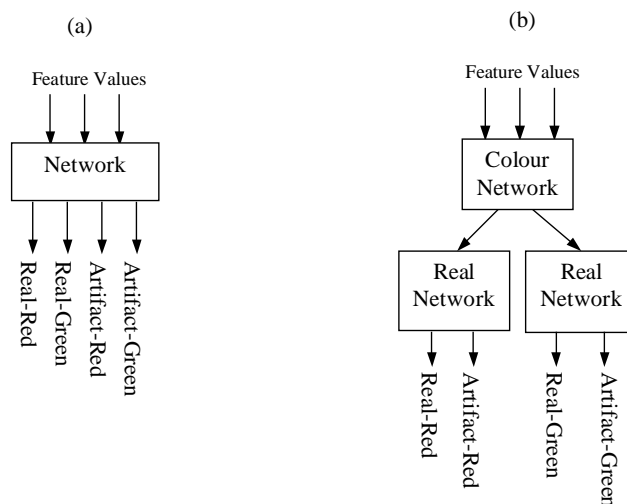 (a)
Feature Values
Network
Real-Red
Real-Green
Artifact-Red
Artifact-Green
(b)
Feature Values
Colour
Network
Real
Network
Real
Network
Real-Red
Artifact-Red
Real-Green
Artifact-Green